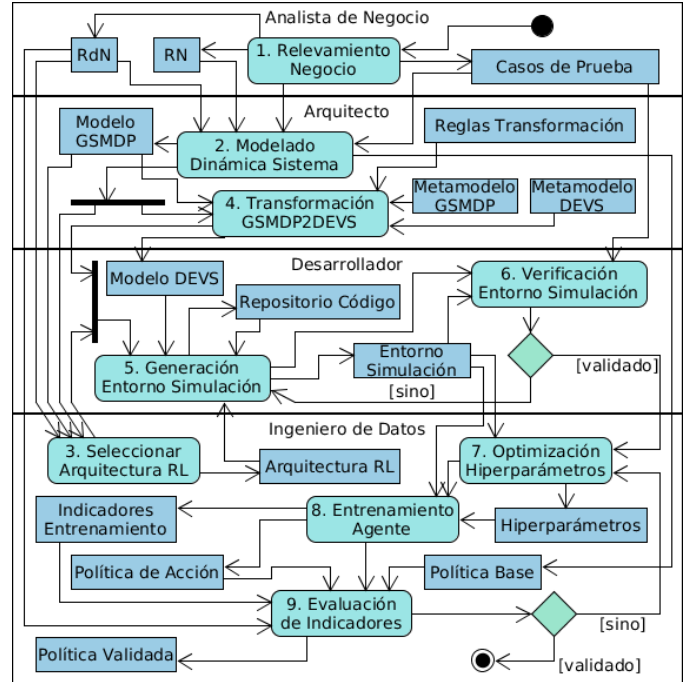 Analista de Negocio
RdN
RN
1. Relevamiento
Negocio
Casos de Prueba
Arquitecto
Modelo
GSMDP
2. Modelado
Dinámica Sistema
Reglas Transformación
4. Transformación
GSMDP2DEVS
Metamodelo
GSMDP
Metamodelo
DEVS
Desarrollador
6. Verificación
Entorno Simulación
Modelo DEVS
Repositorio Código
5. Generación
Entorno Simulación
Entorno
Simulación
[validado]
[sino]
Ingeniero de Datos
3. Seleccionar
Arquitectura RL
Arquitectura RL
7. Optimización
Hiperparámetros
Indicadores
Entrenamiento
8. Entrenamiento
Agente
Hiperparámetros
Política de Acción
Política Base
9. Evaluación
de Indicadores
[sino]
Política Validada
[validado]